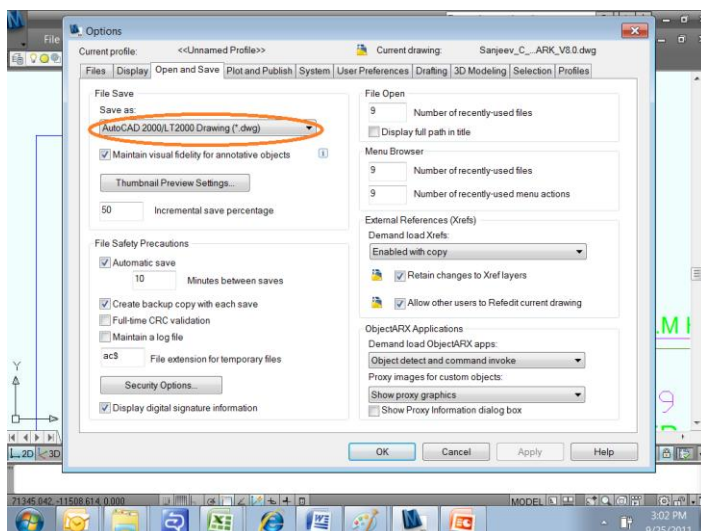 Options
File
Current profile: <<Unnamed Profile>> Current drawing: Sanjeev_C_...ARK_V8.0.dwg
Files Display Open and Save Plot and Publish System User Preferences Drafting 3D Modeling Selection Profiles
File Save
Save as:
AutoCAD 2000/LT2000 Drawing (*.dwg)
Maintain visual fidelity for annotative objects
Thumbnail Preview Settings...
50 Incremental save percentage
File Safety Precautions
Automatic save
10 Minutes between saves
Create backup copy with each save
Full-time CRC validation
Maintain a log file
ac$ File extension for temporary files
Security Options...
Display digital signature information
File Open
9 Number of recently-used files
Display full path in title
Menu Browser
9 Number of recently-used files
9 Number of recently-used menu actions
External References (Xrefs)
Demand load Xrefs:
Enabled with copy
Retain changes to Xref layers
Allow other users to Refedit current drawing
ObjectARX Applications
Demand load ObjectARX apps:
Object detect and command invoke
Proxy images for custom objects:
Show proxy graphics
Show Proxy Information dialog box
OK Cancel Apply Help
.M
9
Y
2D 3D
71345.042, -11508.614, 0.000 MODEL
3:02 PM
9/25/2011